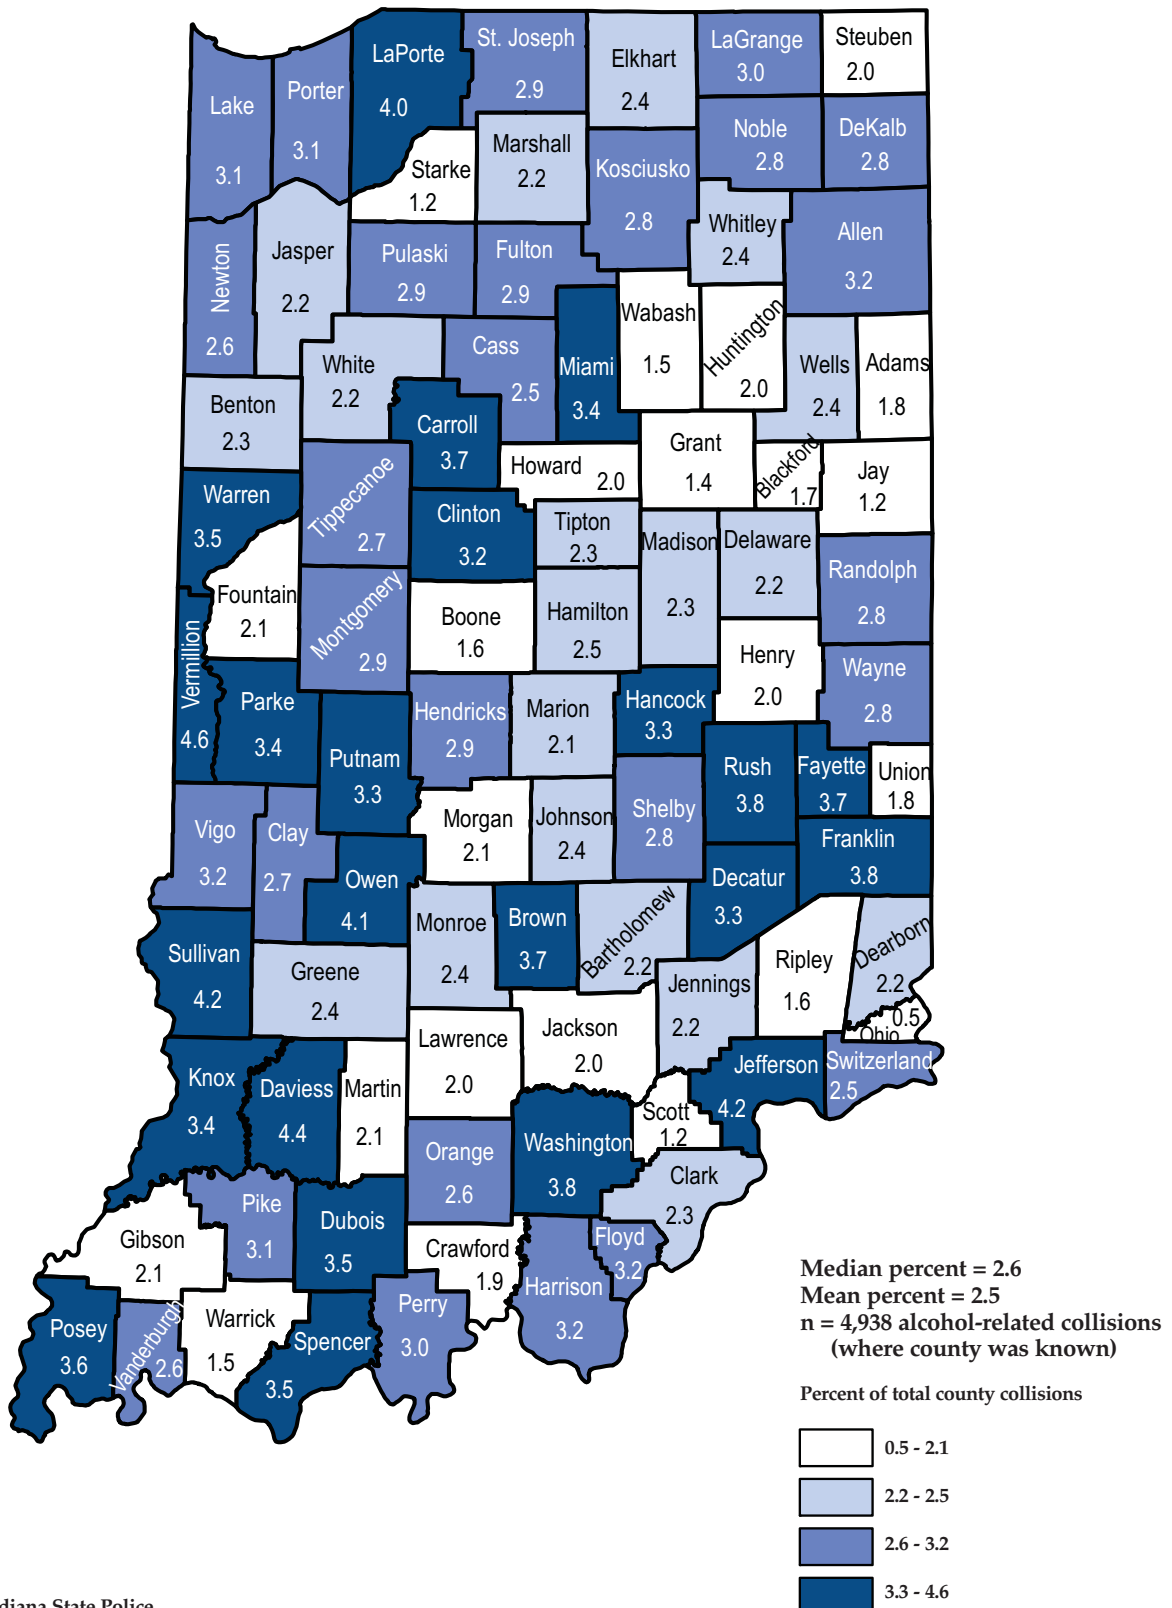 LaPorte
4.0
St. Joseph
2.9
Elkhart
2.4
LaGrange
3.0
Steuben
2.0
Lake
3.1
Porter
3.1
Starke
1.2
Marshall
2.2
Kosciusko
2.8
Noble
2.8
DeKalb
2.8
Newton
2.6
Jasper
2.2
Pulaski
2.9
Fulton
2.9
Whitley
2.4
Allen
3.2
White
2.2
Cass
2.5
Miami
3.4
Wabash
1.5
Huntington
2.0
Wells
2.4
Adams
1.8
Benton
2.3
Carroll
3.7
Howard
2.0
Grant
1.4
Blackford
1.7
Jay
1.2
Warren
3.5
Tippecanoe
2.7
Clinton
3.2
Tipton
2.3
Madison
2.3
Delaware
2.2
Randolph
2.8
Fountain
2.1
Vermillion
4.6
Montgomery
2.9
Boone
1.6
Hamilton
2.5
Henry
2.0
Wayne
2.8
Parke
3.4
Putnam
3.3
Hendricks
2.9
Marion
2.1
Hancock
3.3
Rush
3.8
Fayette
3.7
Union
1.8
Vigo
3.2
Clay
2.7
Owen
4.1
Morgan
2.1
Johnson
2.4
Shelby
2.8
Decatur
3.3
Franklin
3.8
Sullivan
4.2
Greene
2.4
Monroe
2.4
Brown
3.7
Bartholomew
2.2
Jennings
2.2
Ripley
1.6
Dearborn
2.2
0.5
Ohio
Switzerland
2.5
Knox
3.4
Daviess
4.4
Martin
2.1
Lawrence
2.0
Jackson
2.0
Jefferson
4.2
Scott
1.2
Orange
2.6
Washington
3.8
Clark
2.3
Gibson
2.1
Pike
3.1
Dubois
3.5
Crawford
1.9
Harrison
3.2
Floyd
3.2
Posey
3.6
Vanderburgh
2.6
Warrick
1.5
Spencer
3.5
Perry
3.0
Median percent = 2.6
Mean percent = 2.5
n = 4,938 alcohol-related collisions
(where county was known)
Percent of total county collisions
0.5 - 2.1
2.2 - 2.5
2.6 - 3.2
3.3 - 4.6
diana State Police